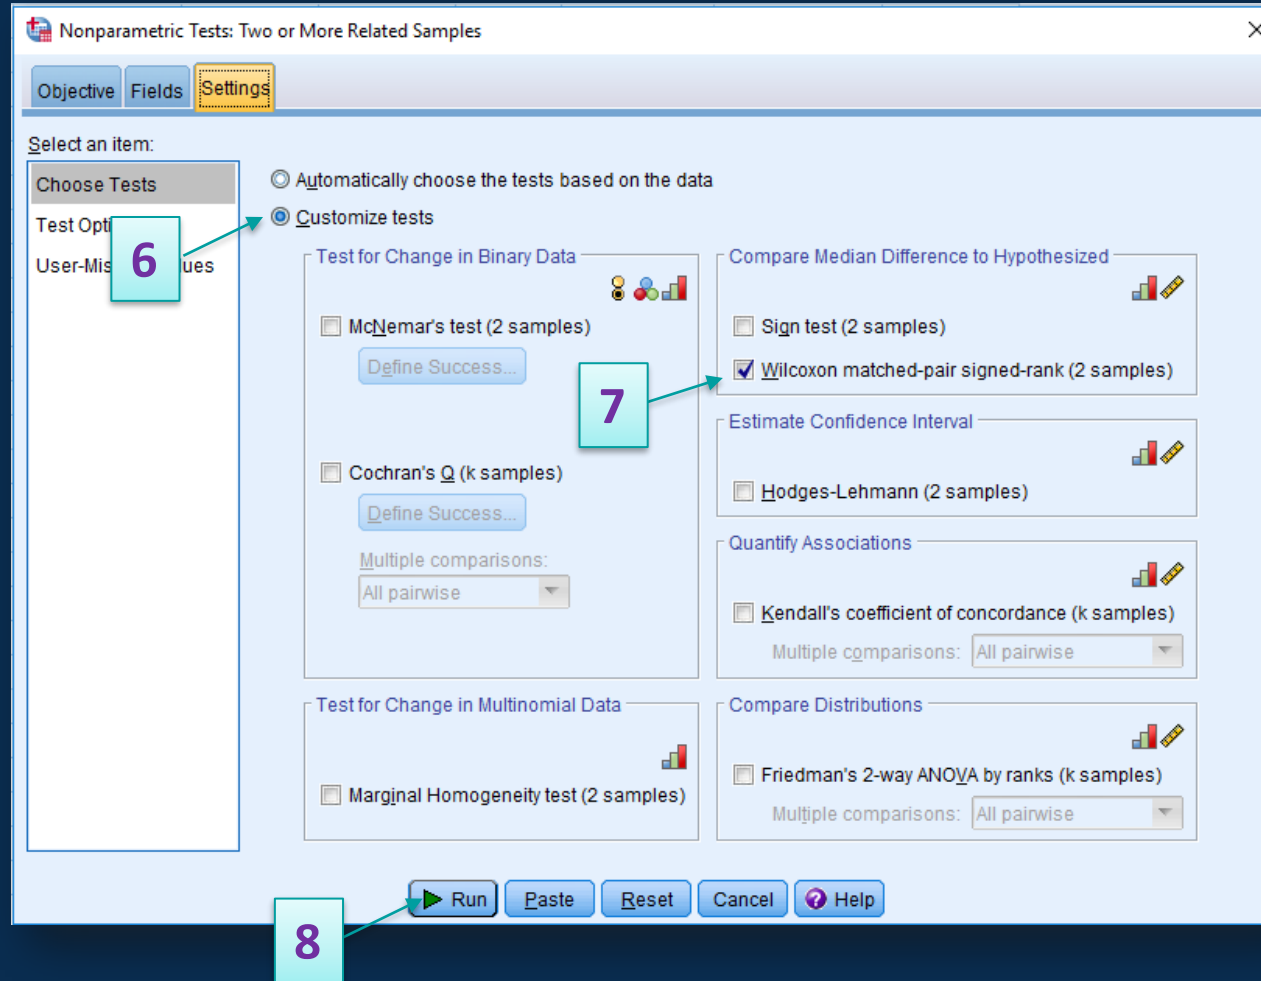 Nonparametric Tests: Two or More Related Samples
Objective Fields Settings
Select an item:
Choose Tests
Test Opti
User-Mis lues
6
Automatically choose the tests based on the data
Customize tests
Test for Change in Binary Data
McNemar's test (2 samples)
Define Success...
Cochran's Q (k samples)
Define Success...
Multiple comparisons:
All pairwise
Test for Change in Multinomial Data
Marginal Homogeneity test (2 samples)
Compare Median Difference to Hypothesized
Sign test (2 samples)
7
Wilcoxon matched-pair signed-rank (2 samples)
Estimate Confidence Interval
Hodges-Lehmann (2 samples)
Quantify Associations
Kendall's coefficient of concordance (k samples)
Multiple comparisons: All pairwise
Compare Distributions
Friedman's 2-way ANOVA by ranks (k samples)
Multiple comparisons: All pairwise
8
Run Paste Reset Cancel Help